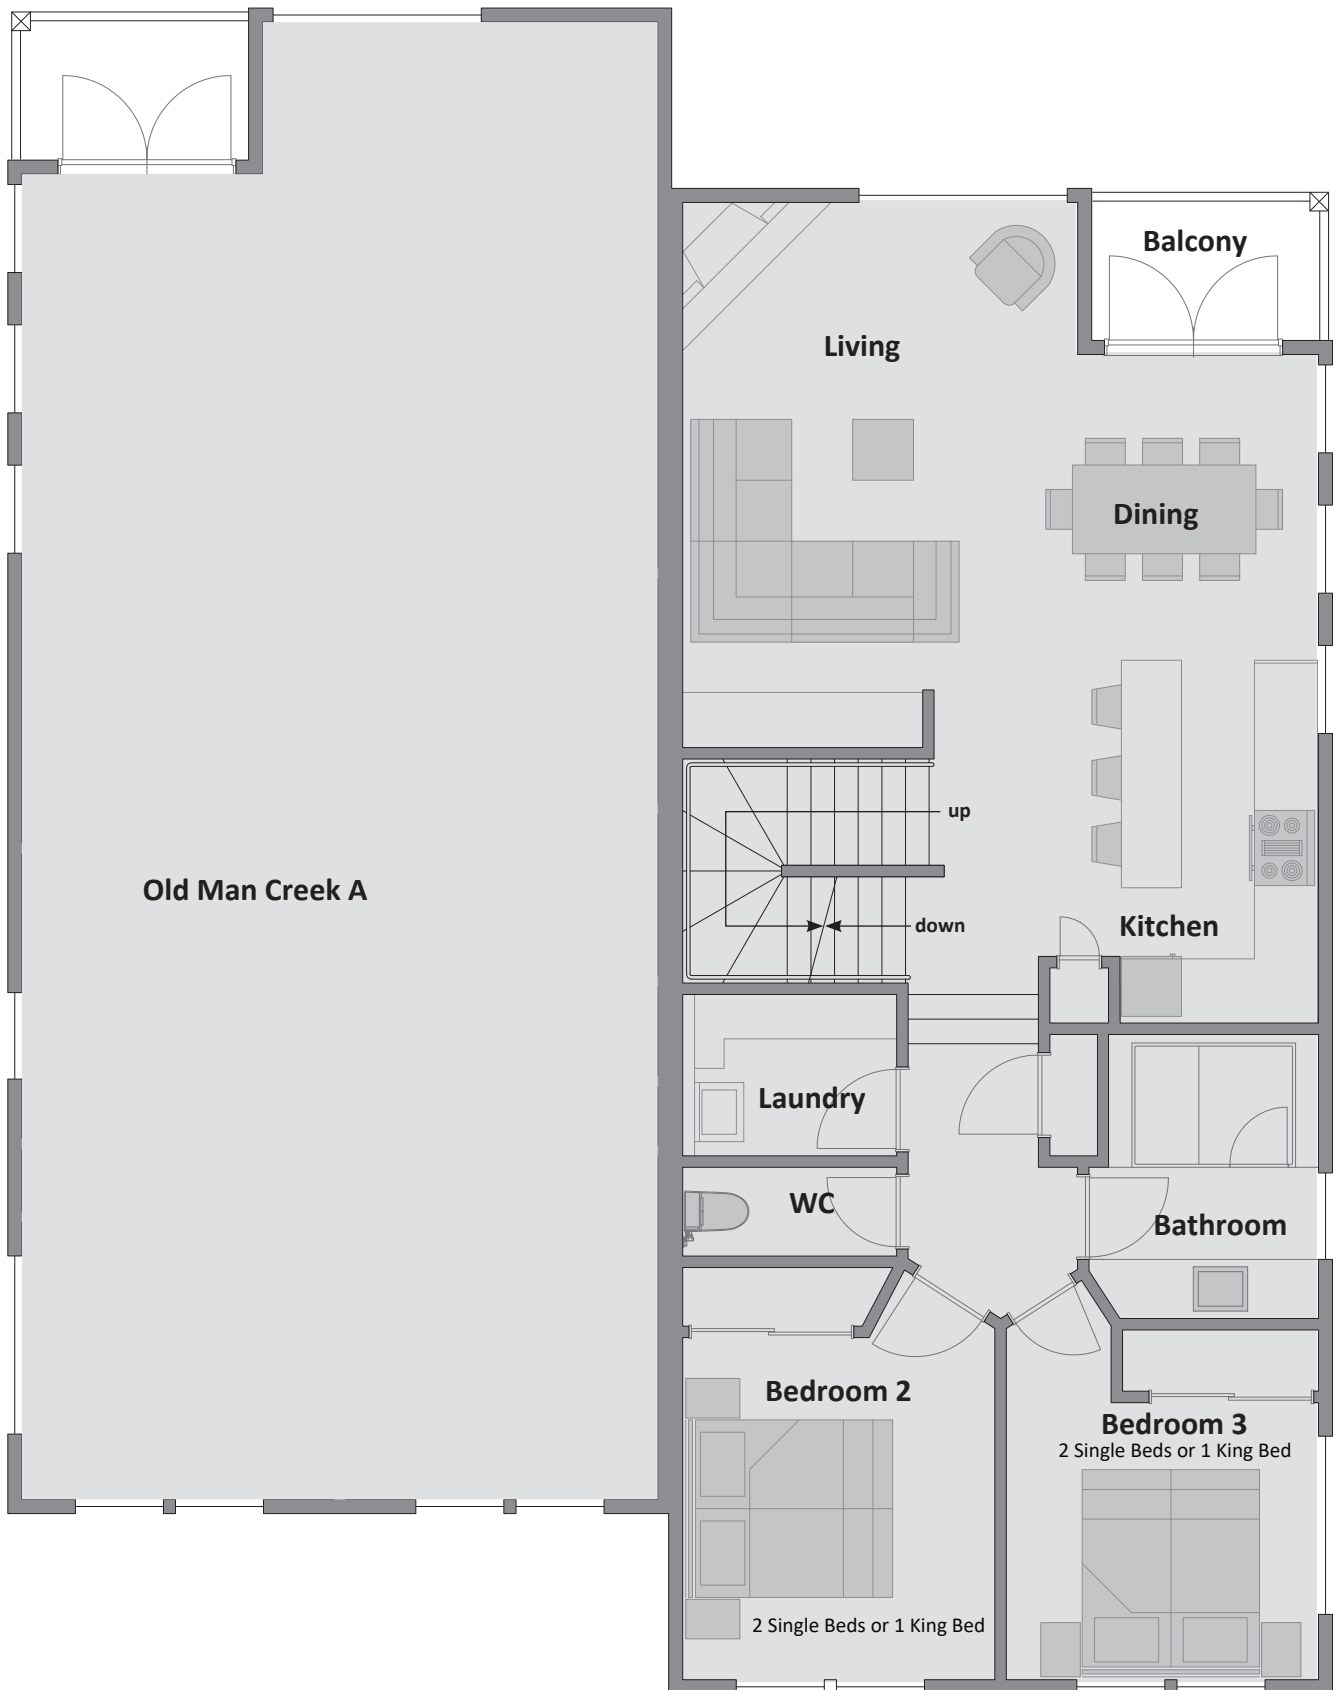 Balcony
Living
Dining
up
Old Man Creek A
down
Kitchen
Laundry
WC
Bathroom
Bedroom 2
Bedroom 3
2 Single Beds or 1 King Bed
2 Single Beds or 1 King Bed